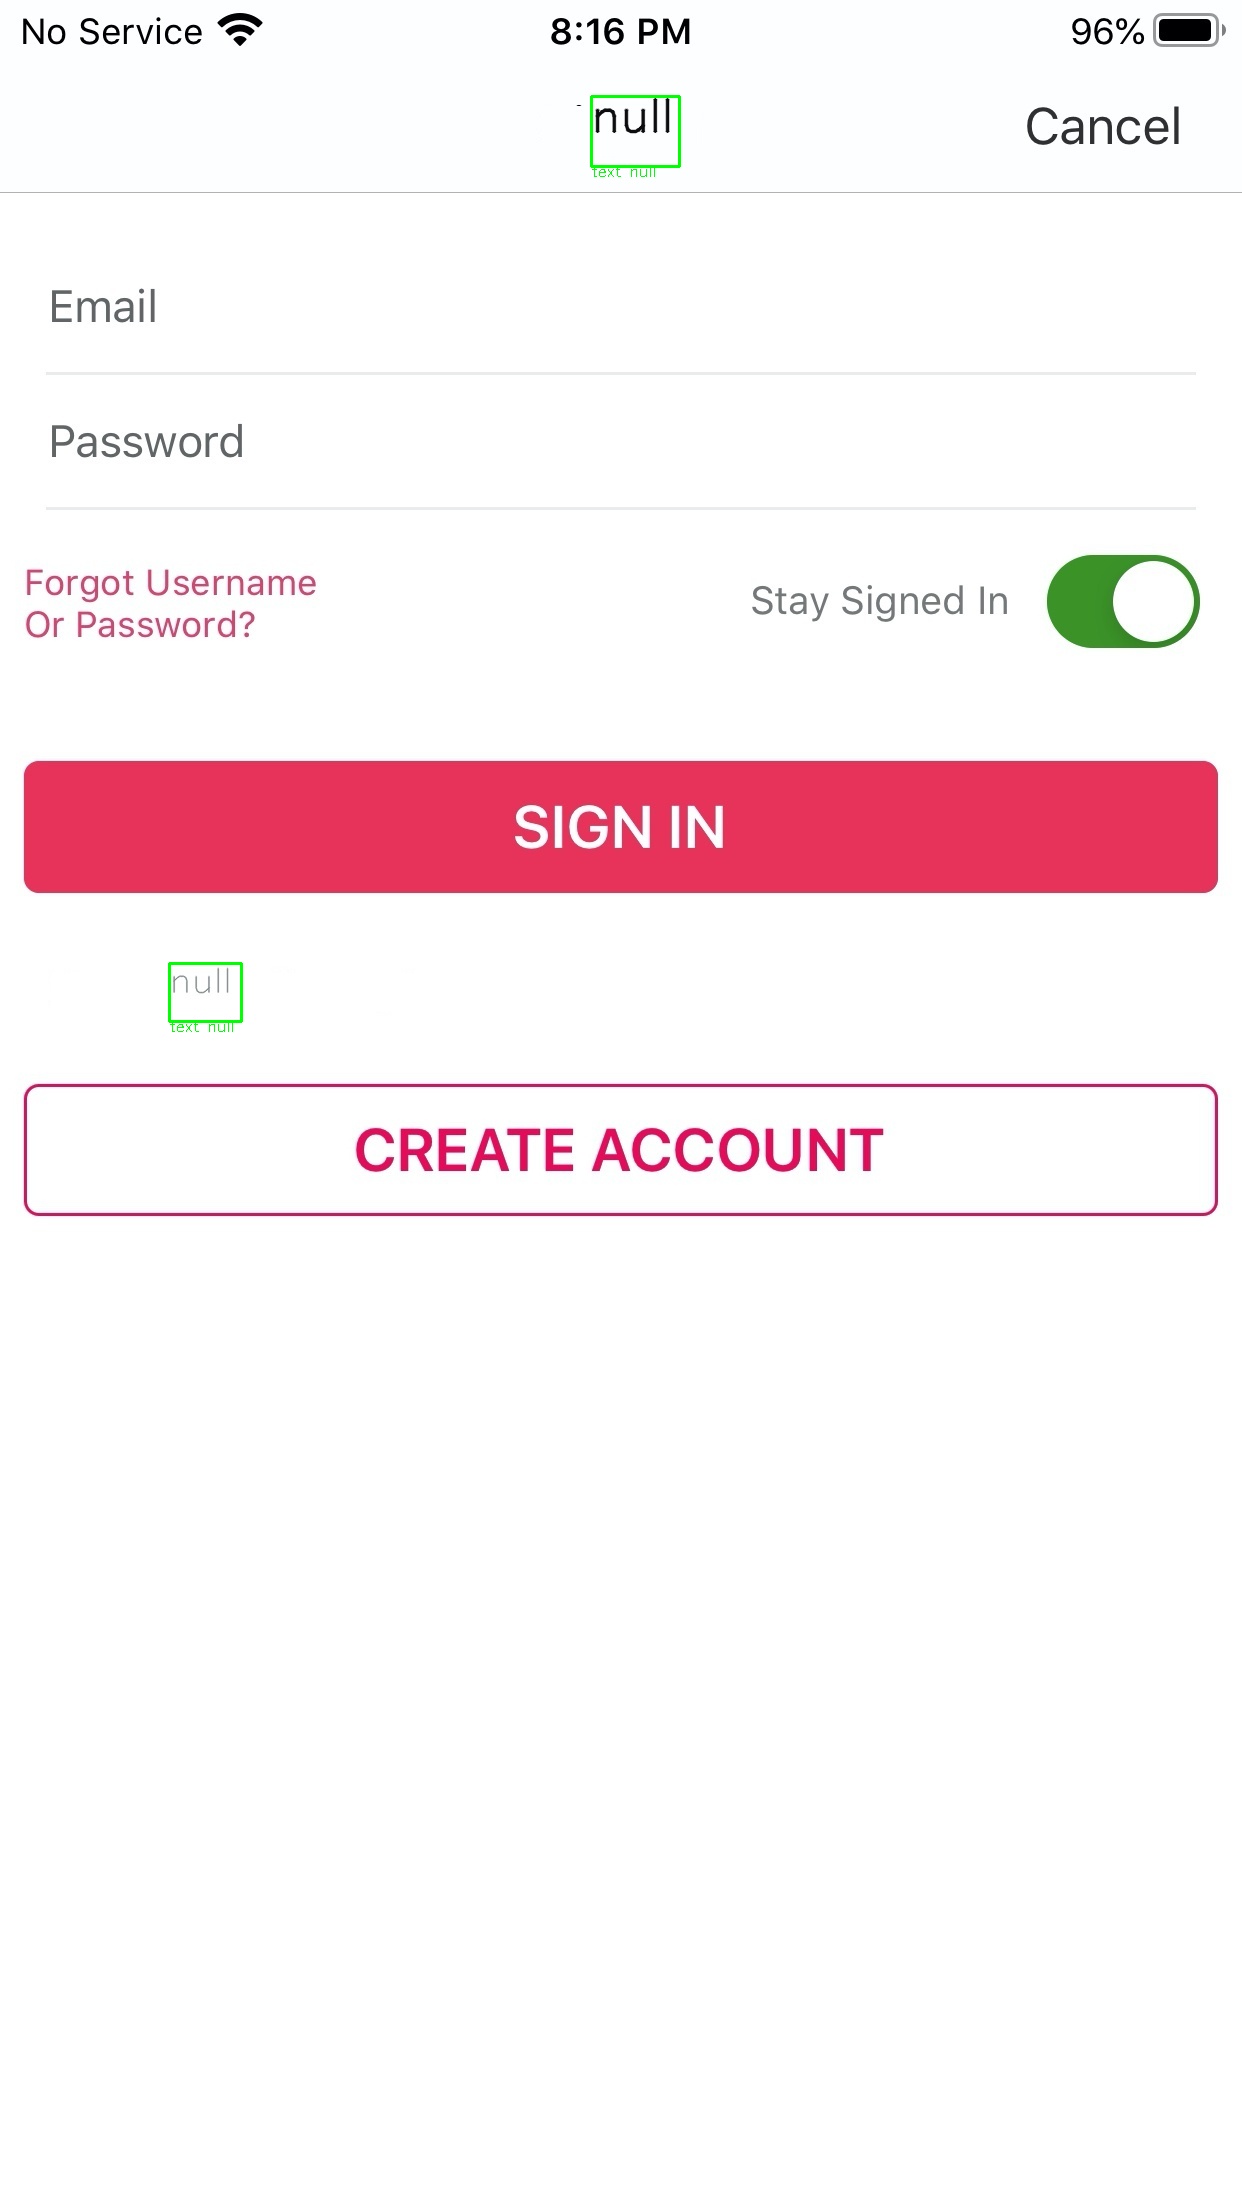 No Service
8:16 PM
96%
null
text null
Cancel
Email
Password
Forgot Username
Or Password?
Stay Signed In
SIGN IN
null
text null
CREATE ACCOUNT